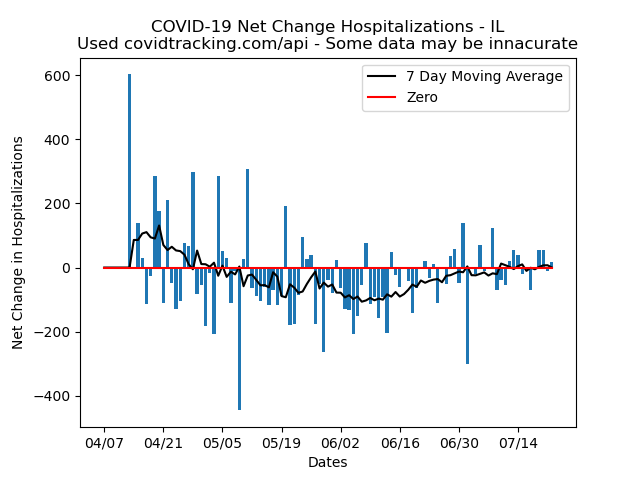 COVID-19 Net Change Hospitalizations - IL
Used covidtracking.com/api - Some data may be innacurate
7 Day Moving Average
Zero
Net Change in Hospitalizations
600
400
200
0
−200
−400
04/07 04/21 05/05 05/19 06/02 06/16 06/30 07/14
Dates